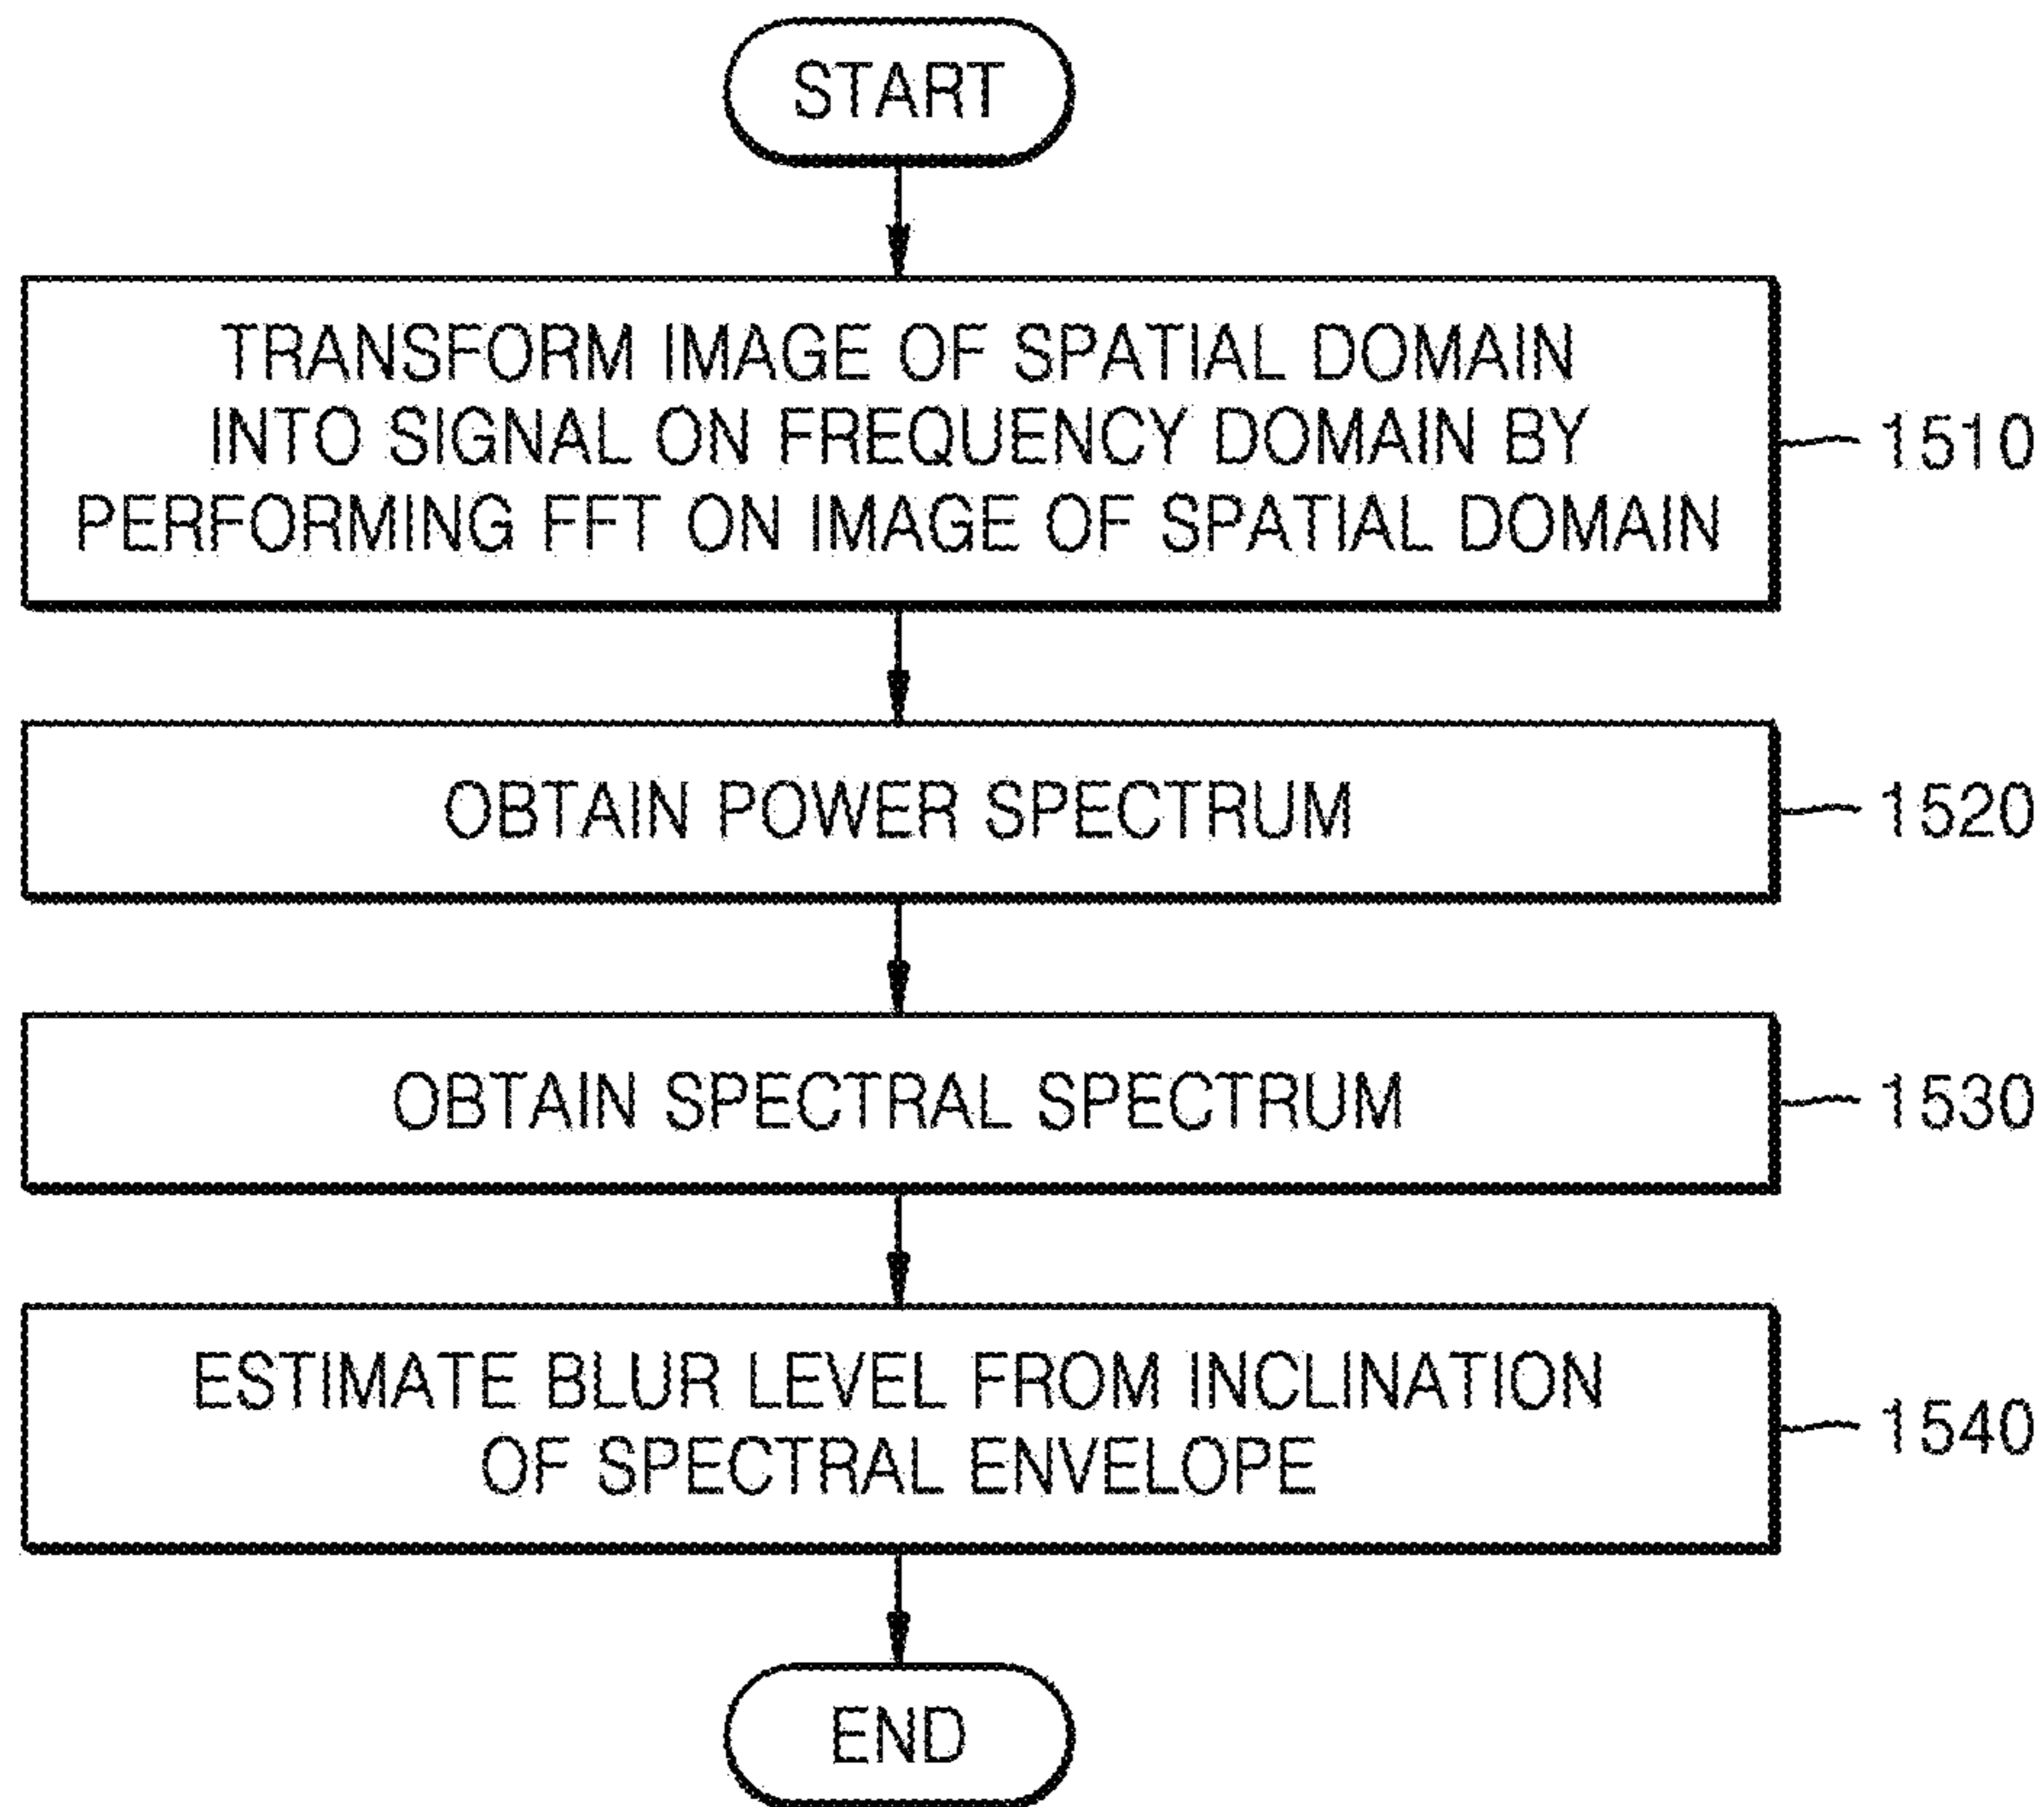 START
TRANSFORM IMAGE OF SPATIAL DOMAIN
INTO SIGNAL ON FREQUENCY DOMAIN BY
PERFORMING FFT ON IMAGE OF SPATIAL DOMAIN
1510
OBTAIN POWER SPECTRUM
1520
OBTAIN SPECTRAL SPECTRUM
1530
ESTIMATE BLUR LEVEL FROM INCLINATION
OF SPECTRAL ENVELOPE
1540
END